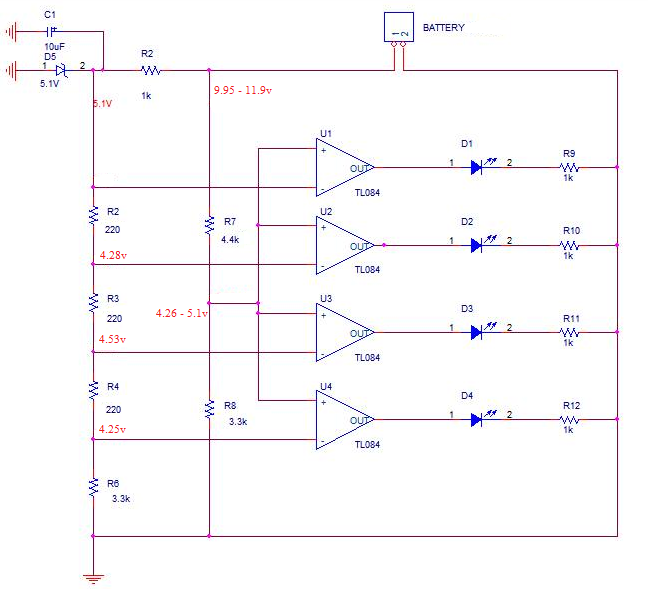 C1
BATTERY
1
2
10uF
D5
1
2
5.1V
R2
1k
5.1V
9.95 - 11.9v
U1
+
-
OUT
TL084
D1
1
2
R9
1k
R2
220
R7
4.4k
U2
+
-
OUT
TL084
D2
1
2
R10
1k
4.28v
R3
220
4.26 - 5.1v
U3
+
-
OUT
TL084
D3
1
2
R11
1k
4.53v
R4
220
R8
3.3k
U4
+
-
OUT
TL084
D4
1
2
R12
1k
4.25v
R6
3.3k